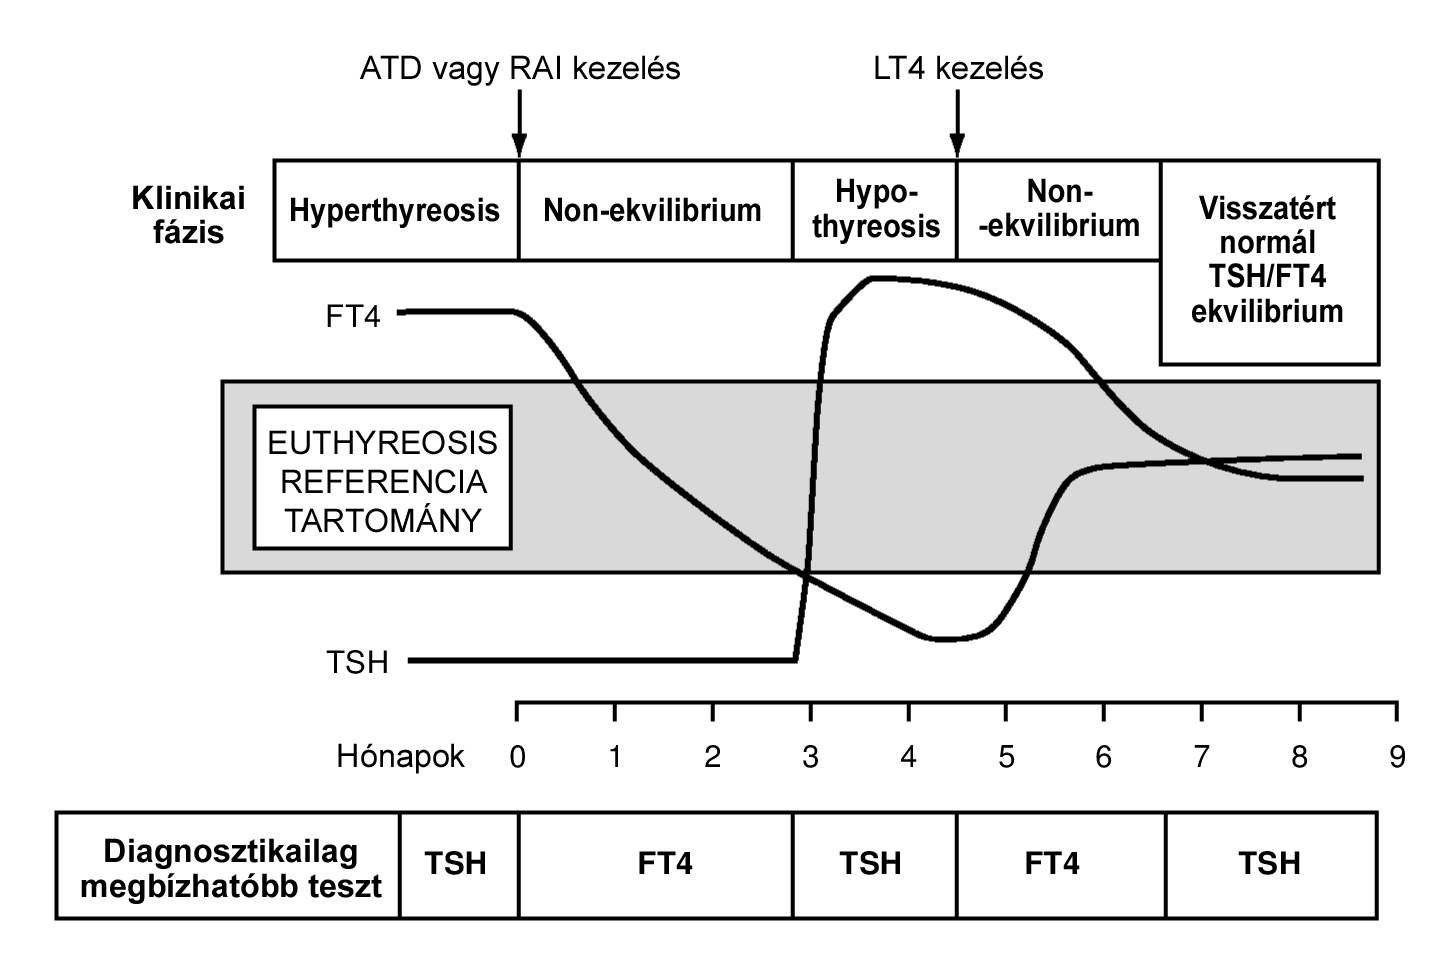 ATD vagy RAI kezelés
LT4 kezelés
Klinikai
fázis
Hyperthyreosis
Non-ekvilibrium
Hypo-
thyreosis
Non-
-ekvilibrium
Visszatért
normál
TSH/FT4
ekvilibrium
FT4
EUTHYREOSIS
REFERENCIA
TARTOMÁNY
TSH
Hónapok 0 1 2 3 4 5 6 7 8 9
Diagnosztikailag
megbízhatóbb teszt
TSH
FT4
TSH
FT4
TSH